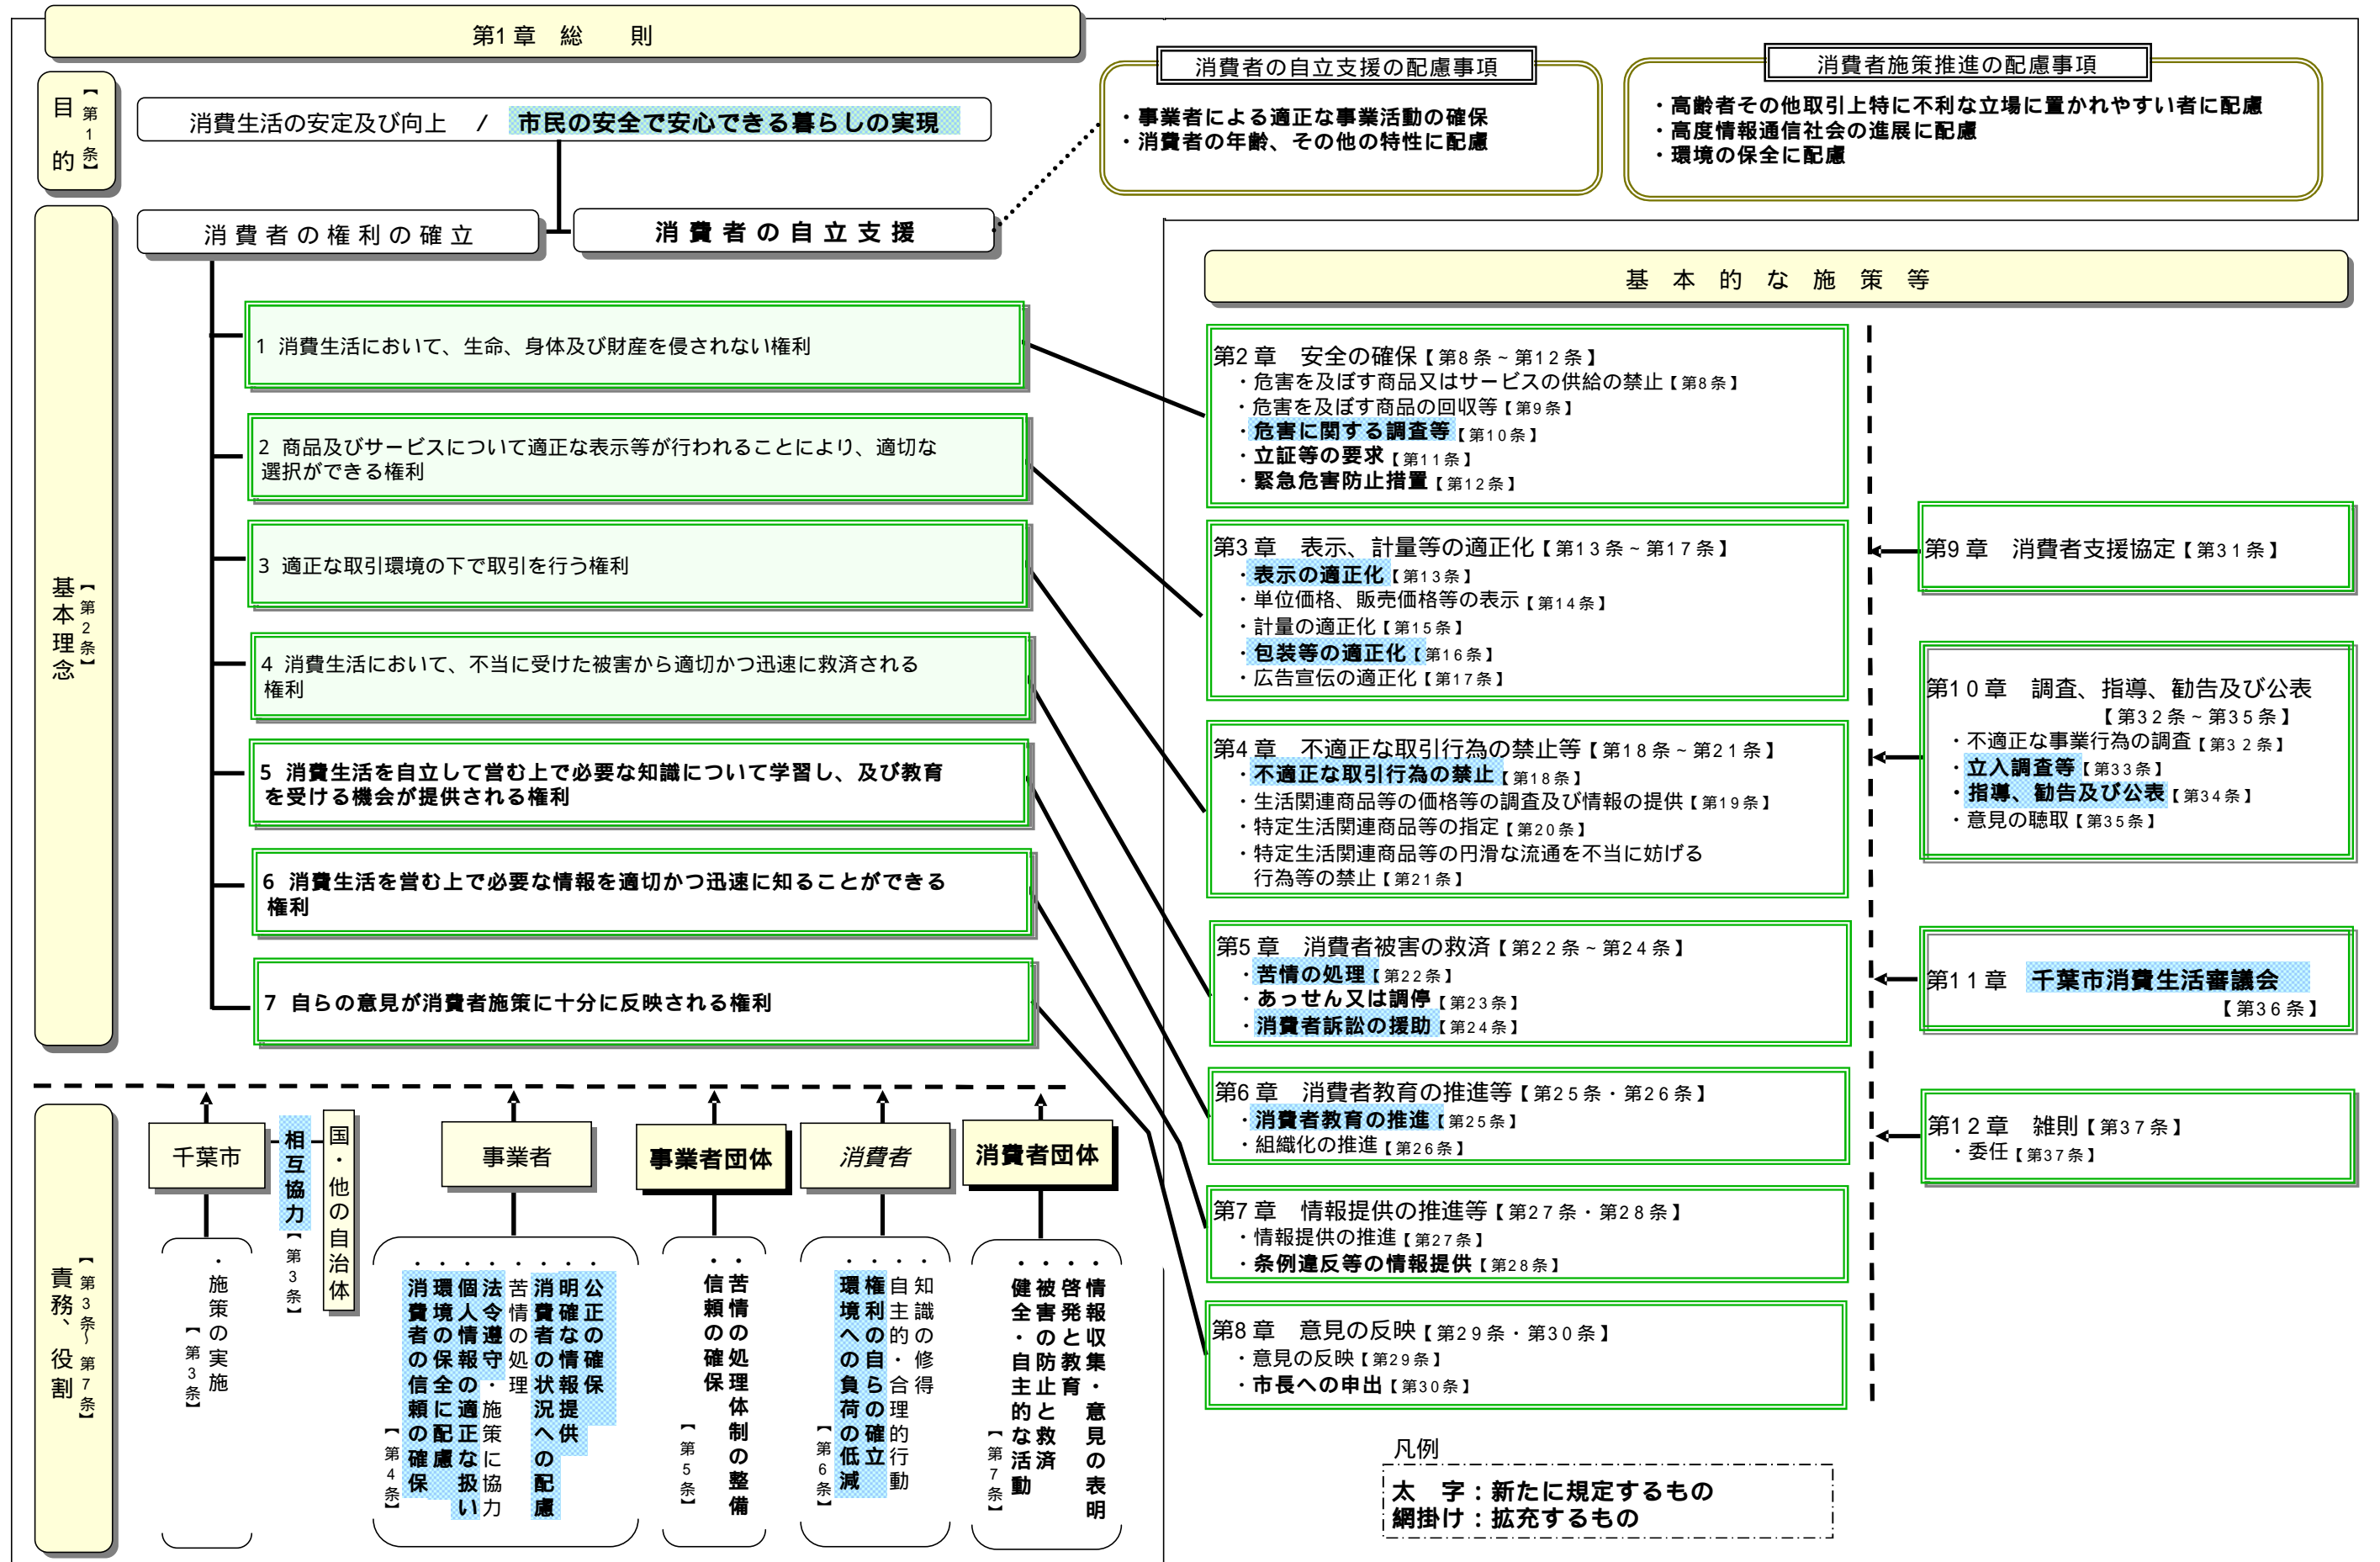 第1章 総 則
目的
【第1条】
消費生活の安定及び向上 / 市民の安全で安心できる暮らしの実現
消費者の自立支援の配慮事項
・事業者による適正な事業活動の確保
・消費者の年齢、その他の特性に配慮
消費者施策推進の配慮事項
・高齢者その他取引上特に不利な立場に置かれやすい者に配慮
・高度情報通信社会の進展に配慮
・環境の保全に配慮
基本理念
【第2条】
消費者の権利の確立
消費者の自立支援
1 消費生活において、生命、身体及び財産を侵されない権利
2 商品及びサービスについて適正な表示等が行われることにより、適切な
選択ができる権利
3 適正な取引環境の下で取引を行う権利
4 消費生活において、不当に受けた被害から適切かつ迅速に救済される
権利
5 消費生活を自立して営む上で必要な知識について学習し、及び教育
を受ける機会が提供される権利
6 消費生活を営む上で必要な情報を適切かつ迅速に知ることができる
権利
7 自らの意見が消費者施策に十分に反映される権利
基本的な施策等
第2章 安全の確保【第8条~第12条】
・危害を及ぼす商品又はサービスの供給の禁止【第8条】
・危害を及ぼす商品の回収等【第9条】
・危害に関する調査等【第10条】
・立証等の要求【第11条】
・緊急危害防止措置【第12条】
第3章 表示、計量等の適正化【第13条~第17条】
・表示の適正化【第13条】
・単位価格、販売価格等の表示【第14条】
・計量の適正化【第15条】
・包装等の適正化【第16条】
・広告宣伝の適正化【第17条】
第4章 不適正な取引行為の禁止等【第18条~第21条】
・不適正な取引行為の禁止【第18条】
・生活関連商品等の価格等の調査及び情報の提供【第19条】
・特定生活関連商品等の指定【第20条】
・特定生活関連商品等の円滑な流通を不当に妨げる
行為等の禁止【第21条】
第5章 消費者被害の救済【第22条~第24条】
・苦情の処理【第22条】
・あっせん又は調停【第23条】
・消費者訴訟の援助【第24条】
第6章 消費者教育の推進等【第25条・第26条】
・消費者教育の推進【第25条】
・組織化の推進【第26条】
第7章 情報提供の推進等【第27条・第28条】
・情報提供の推進【第27条】
・条例違反等の情報提供【第28条】
第8章 意見の反映【第29条・第30条】
・意見の反映【第29条】
・市長への申出【第30条】
第9章 消費者支援協定【第31条】
第10章 調査、指導、勧告及び公表
【第32条~第35条】
・不適正な事業行為の調査【第32条】
・立入調査等【第33条】
・指導、勧告及び公表【第34条】
・意見の聴取【第35条】
第11章 千葉市消費生活審議会
【第36条】
第12章 雑則【第37条】
・委任【第37条】
責務、役割
【第3条~第7条】
千葉市
・施策の実施
【第3条】
相互協力
【第3条】
国・他の自治体
事業者
・公正の確保
・明確な情報提供
・消費者の状況への配慮
・苦情の処理
・法令遵守・施策に協力
・個人情報の適正な扱い
・環境の保全に配慮
・消費者の信頼の確保
【第4条】
事業者団体
・苦情の処理体制の整備
・信頼の確保
【第5条】
消費者
・知識の修得
・自主的・合理的行動
・権利の自らの確立
・環境への負荷の低減
【第6条】
消費者団体
・情報収集・意見の表明
・啓発と教育
・被害の防止と救済
・健全・自主的な活動
【第7条】
凡例
太 字:新たに規定するもの
網掛け:拡充するもの